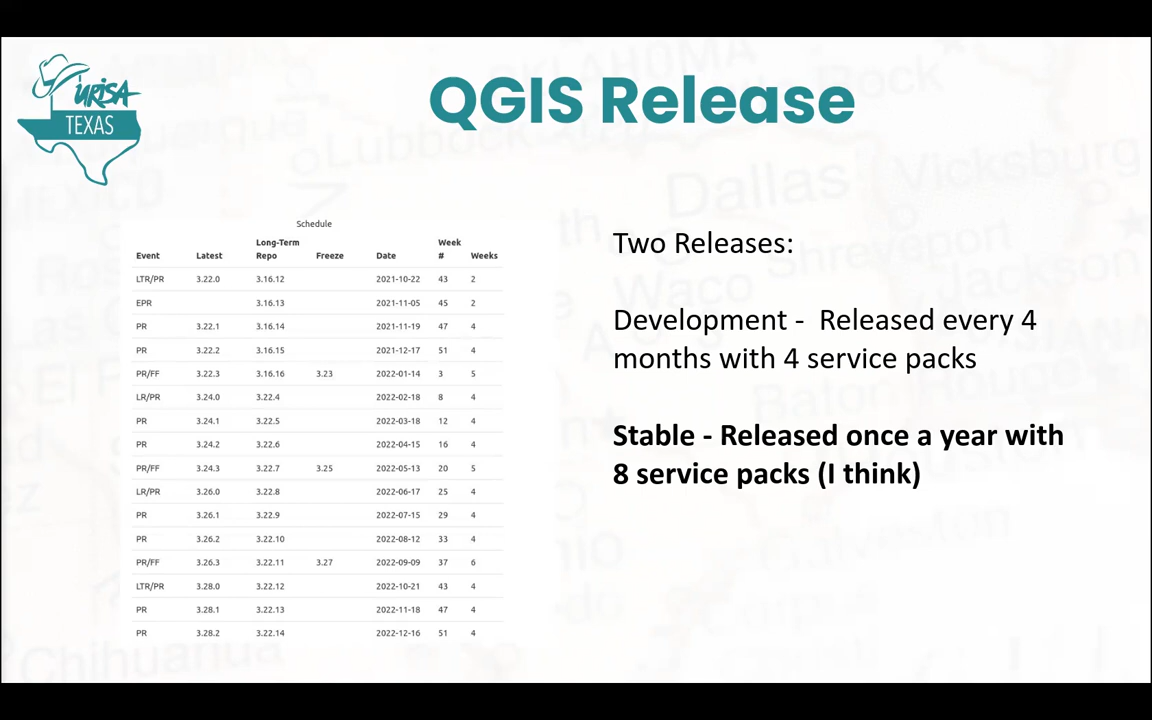 URISA
TEXAS
QGIS Release
Schedule
Event Latest Long-Term Repo Freeze Date Week # Weeks
LTR/PR 3.22.0 3.16.12 2021-10-22 43 2
EPR 3.16.13 2021-11-05 45 2
PR 3.22.1 3.16.14 2021-11-19 47 4
PR 3.22.2 3.16.15 2021-12-17 51 4
PR/FF 3.22.3 3.16.16 3.23 2022-01-14 3 5
LR/PR 3.24.0 3.22.4 2022-02-18 8 4
PR 3.24.1 3.22.5 2022-03-18 12 4
PR 3.24.2 3.22.6 2022-04-15 16 4
PR/FF 3.24.3 3.22.7 3.25 2022-05-13 20 5
LR/PR 3.26.0 3.22.8 2022-06-17 25 4
PR 3.26.1 3.22.9 2022-07-15 29 4
PR 3.26.2 3.22.10 2022-08-12 33 4
PR/FF 3.26.3 3.22.11 3.27 2022-09-09 37 6
LTR/PR 3.28.0 3.22.12 2022-10-21 43 4
PR 3.28.1 3.22.13 2022-11-18 47 4
PR 3.28.2 3.22.14 2022-12-16 51 4
Two Releases:
Development - Released every 4
months with 4 service packs
Stable - Released once a year with
8 service packs (I think)
OKLAHOMA
Lubbock
Dallas
Vicksburg
Shreveport
Waco
Jackson
Baton Rouge
Galveston
Chihuahua